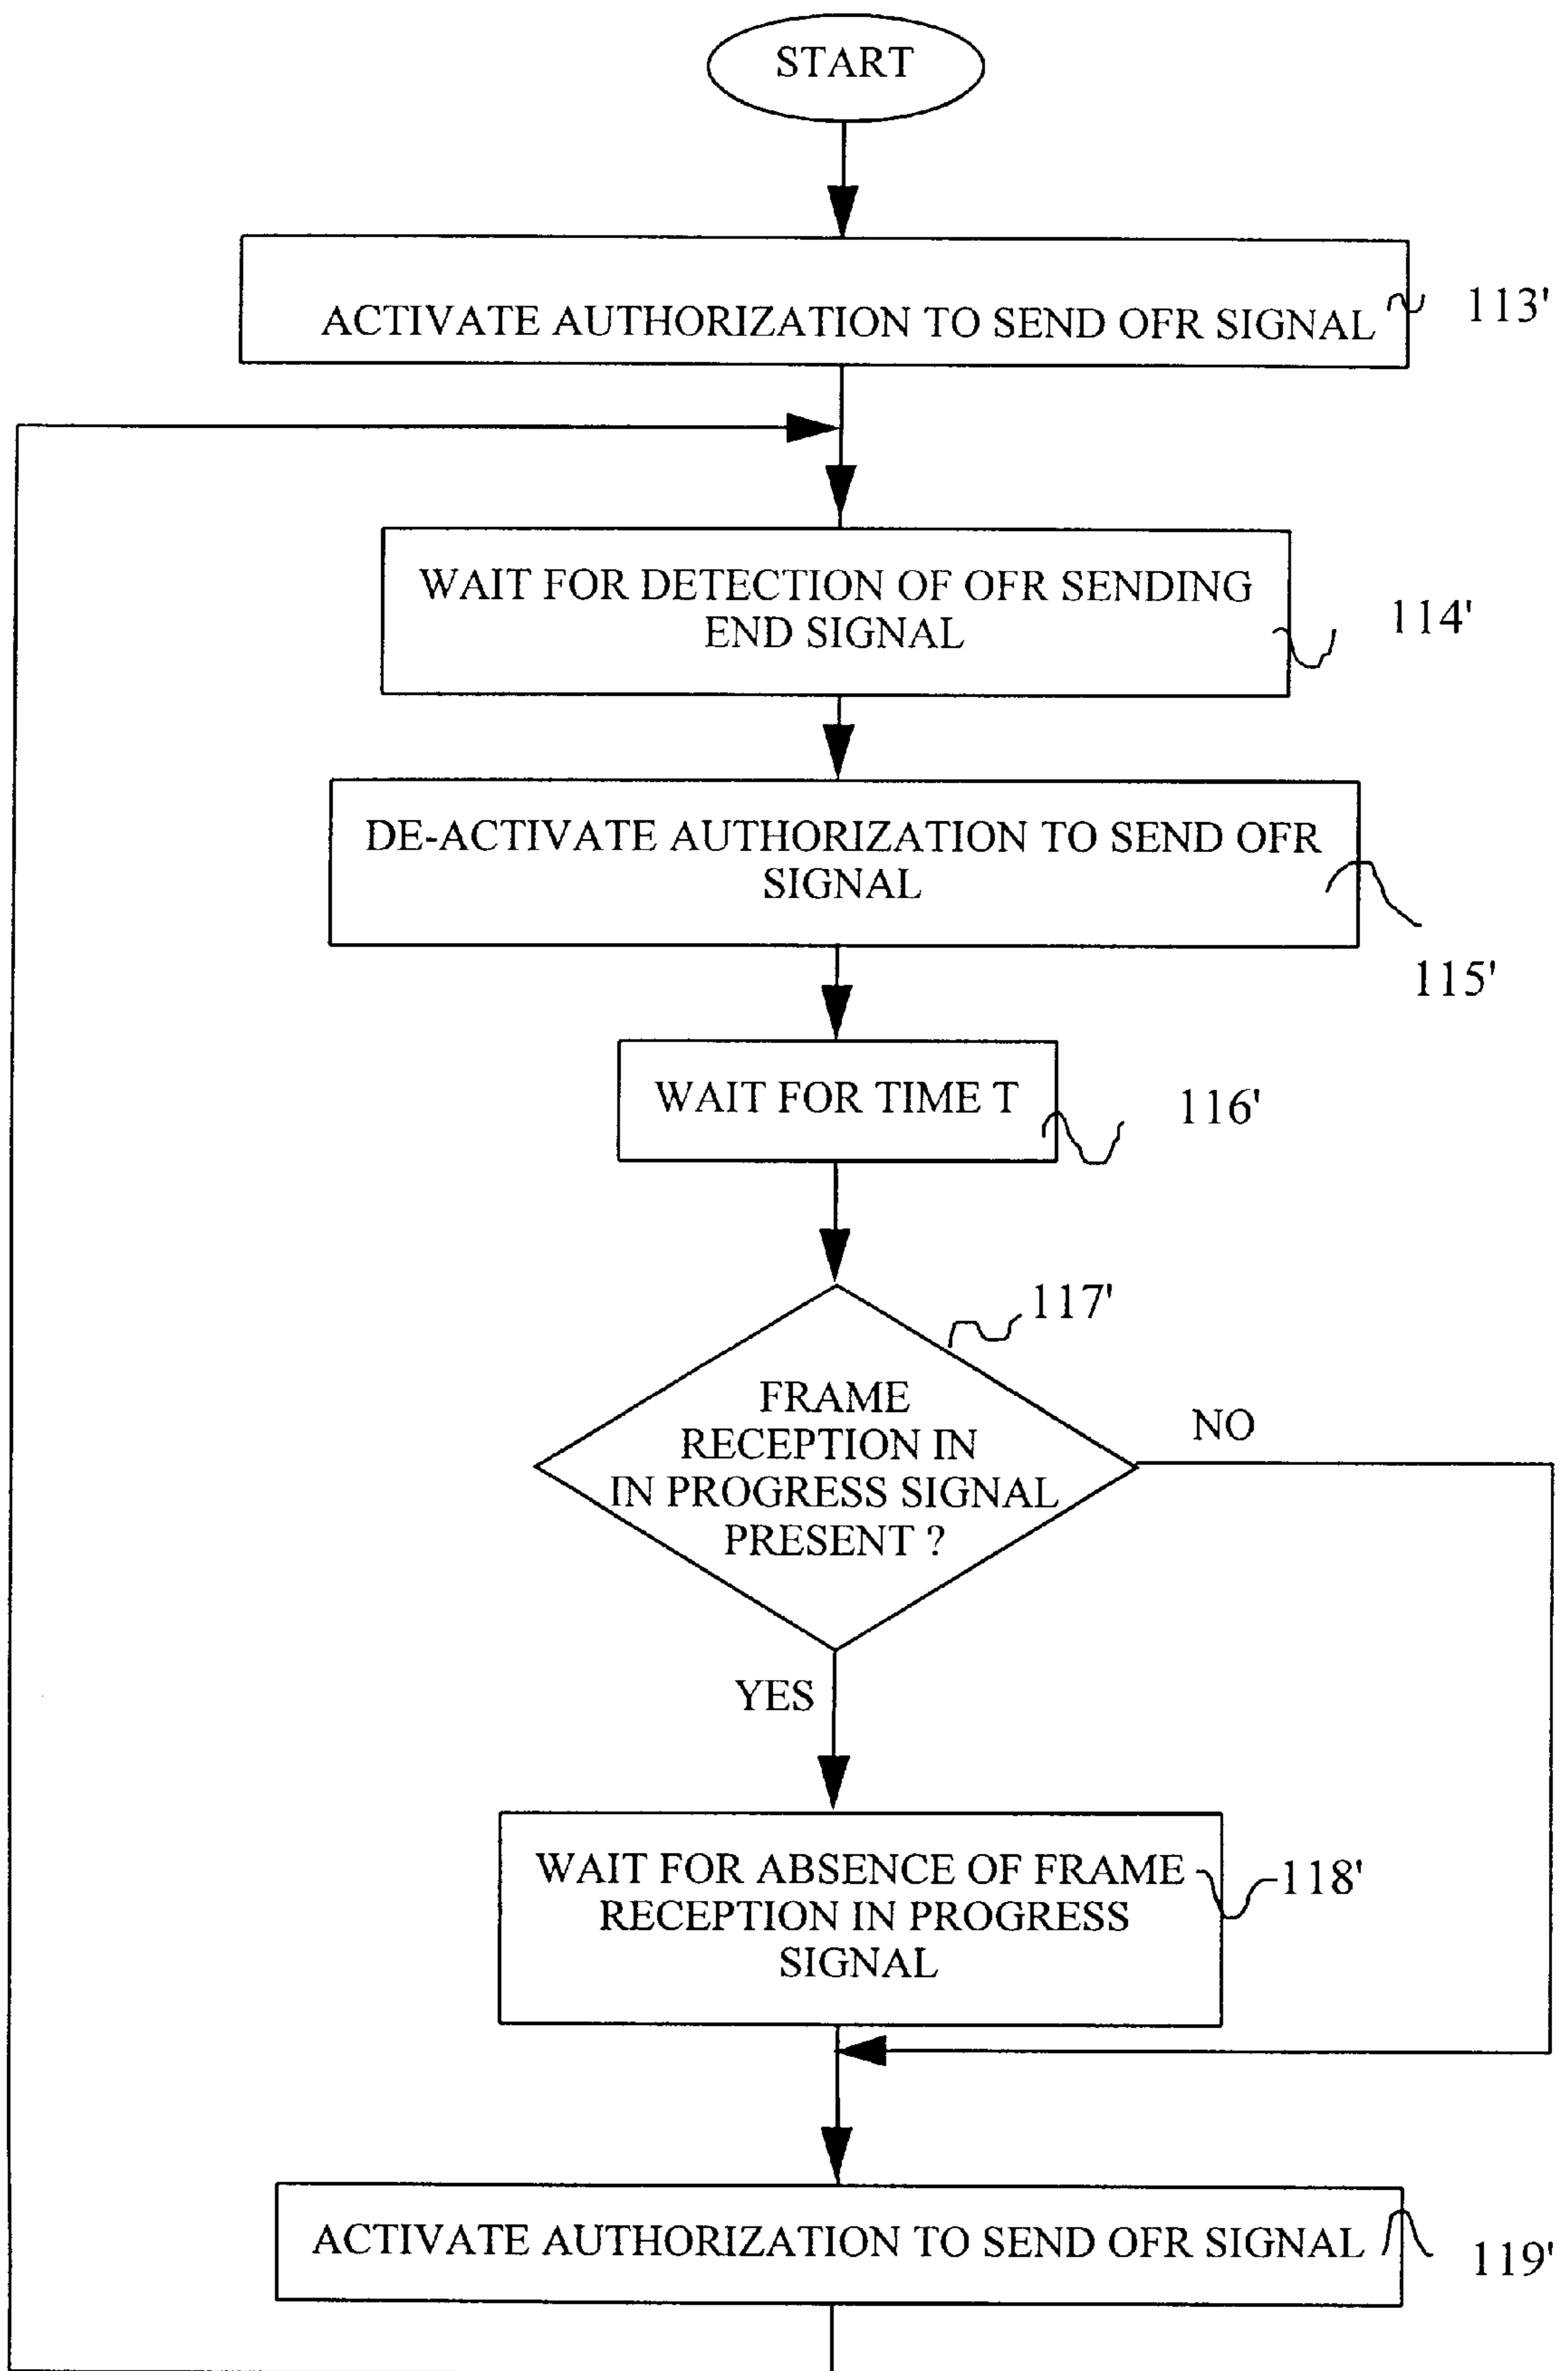 START
ACTIVATE AUTHORIZATION TO SEND OFR SIGNAL
113'
WAIT FOR DETECTION OF OFR SENDING
END SIGNAL
114'
DE-ACTIVATE AUTHORIZATION TO SEND OFR
SIGNAL
115'
WAIT FOR TIME T
116'
117'
FRAME
RECEPTION IN
IN PROGRESS SIGNAL
PRESENT ?
NO
YES
WAIT FOR ABSENCE OF FRAME
RECEPTION IN PROGRESS
SIGNAL
118'
ACTIVATE AUTHORIZATION TO SEND OFR SIGNAL
119'